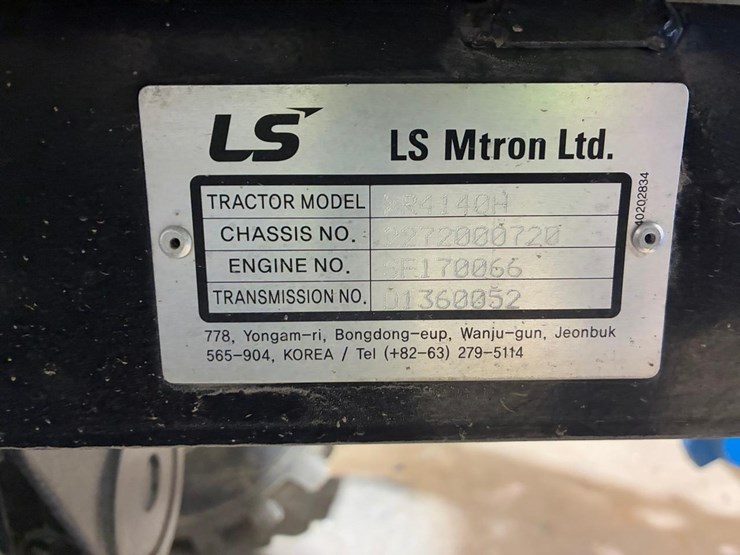 LS
LS Mtron Ltd.
TRACTOR MODEL
CHASSIS NO.
ENGINE NO.
TRANSMISSION NO. D1360052
40202834
778, Yongam-ri, Bongdong-eup, Wanju-gun, Jeonbuk
565-904, KOREA / Tel (+82-63) 279-5114